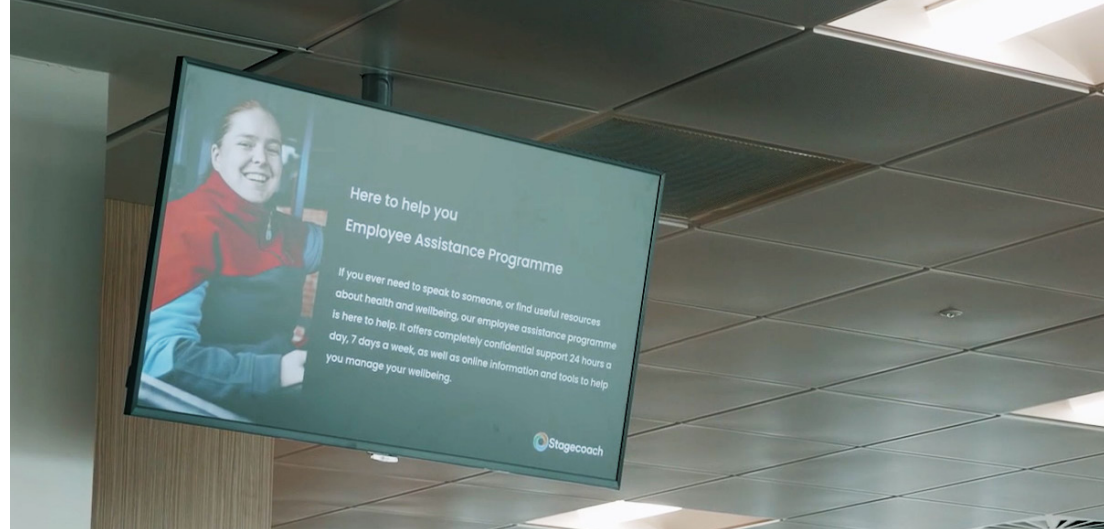 Here to help you
Employee Assistance Programme
If you ever need to speak to someone, or find useful resources
about health and wellbeing, our employee assistance programme
is here to help. It offers completely confidential support 24 hours a
day, 7 days a week, as well as online information and tools to help
you manage your wellbeing.
Stagecoach